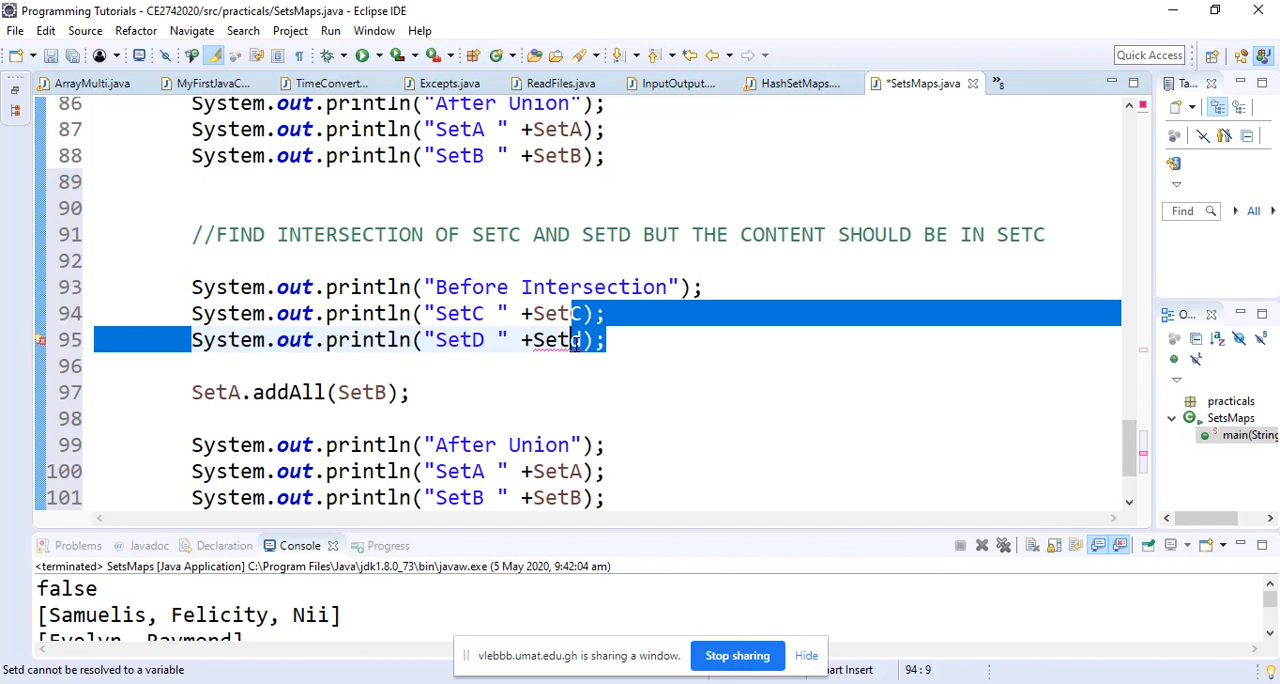 Programming Tutorials - CE2742020/src/practicals/SetsMaps.java - Eclipse IDE
File Edit Source Refactor Navigate Search Project Run Window Help
Quick Access
ArrayMulti.java MyFirstJavaC... TimeConvert... Excepts.java ReadFiles.java InputOutput.... HashSetMaps.... *SetsMaps.java »8 Ta...
86 System.out.println("After Union");
87 System.out.println("SetA " +SetA);
88 System.out.println("SetB " +SetB);
89
90
91 //FIND INTERSECTION OF SETC AND SETD BUT THE CONTENT SHOULD BE IN SETC
92
93 System.out.println("Before Intersection");
94 System.out.println("SetC " +SetC);
95 System.out.println("SetD " +Setd);
96
97 SetA.addAll(SetB);
98
99 System.out.println("After Union");
100 System.out.println("SetA " +SetA);
101 System.out.println("SetB " +SetB);
Find All
O...
practicals
SetsMaps
main(String
Problems Javadoc Declaration Console Progress
<terminated> SetsMaps [Java Application] C:\Program Files\Java\jdk1.8.0_73\bin\javaw.exe (5 May 2020, 9:42:04 am)
false
[Samuelis, Felicity, Nii]
[Evelyn, Raymond]
vlebbb.umat.edu.gh is sharing a window. Stop sharing Hide
Setd cannot be resolved to a variable
art Insert 94 : 9